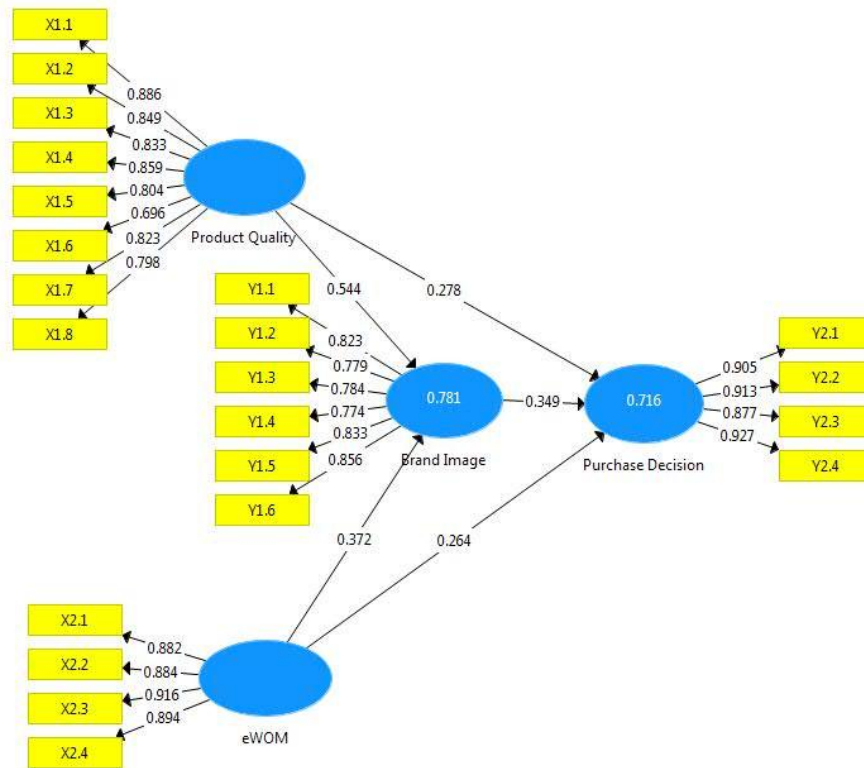 X1.1
X1.2
X1.3
X1.4
X1.5
X1.6
X1.7
X1.8
0.886
0.849
0.833
0.859
0.804
0.696
0.823
0.798
Product Quality
0.544
0.278
Y1.1
Y1.2
Y1.3
Y1.4
Y1.5
Y1.6
0.823
0.779
0.784
0.774
0.833
0.856
0.781
Brand Image
0.349
0.716
Purchase Decision
0.905
0.913
0.877
0.927
Y2.1
Y2.2
Y2.3
Y2.4
0.372
0.264
X2.1
X2.2
X2.3
X2.4
0.882
0.884
0.916
0.894
eWOM